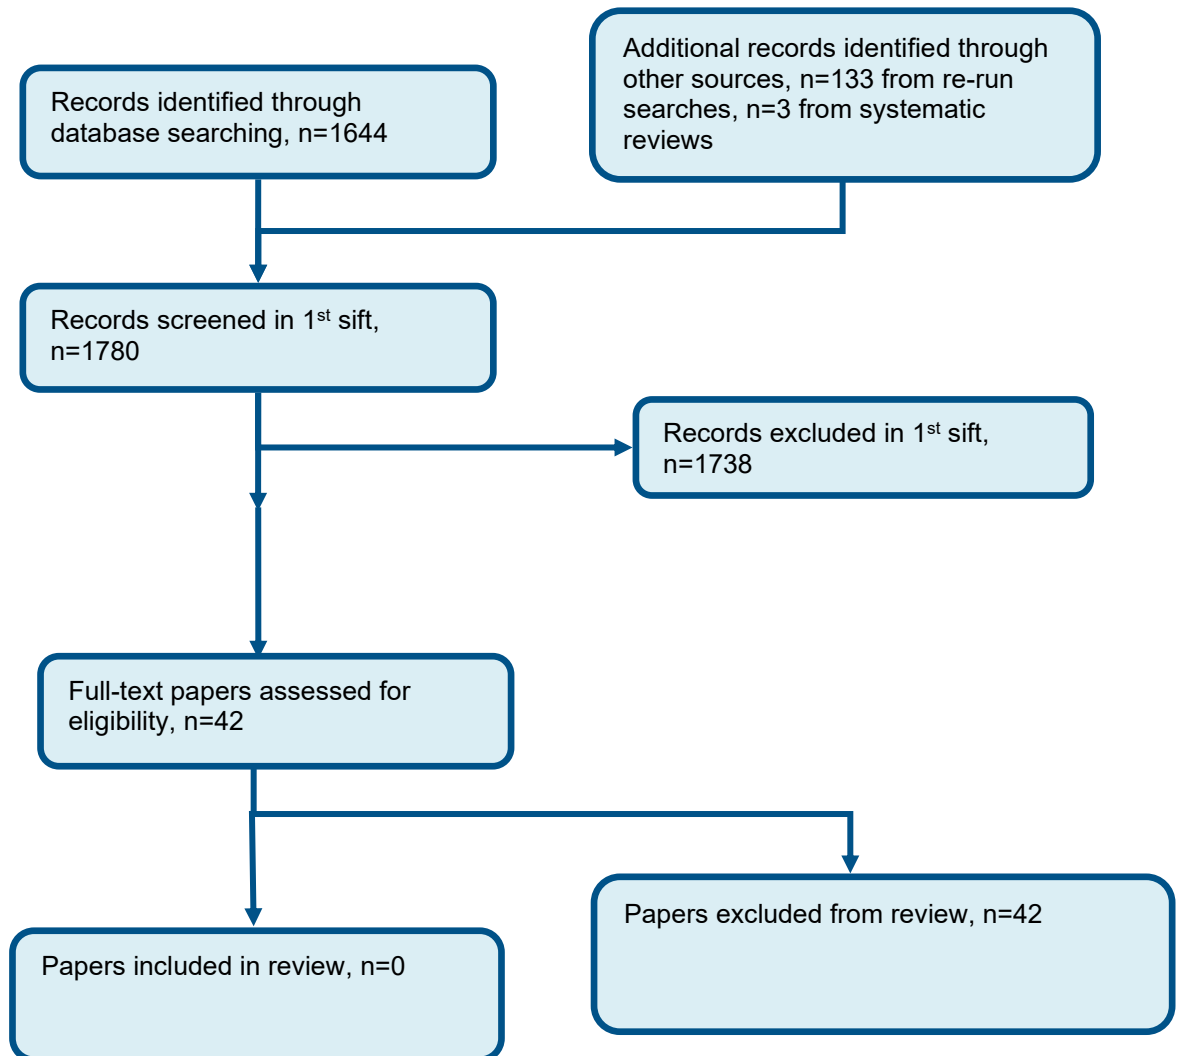 Records identified through
database searching, n=1644
Additional records identified through
other sources, n=133 from re-run
searches, n=3 from systematic
reviews
Records screened in 1st sift,
n=1780
Records excluded in 1st sift,
n=1738
Full-text papers assessed for
eligibility, n=42
Papers included in review, n=0
Papers excluded from review, n=42